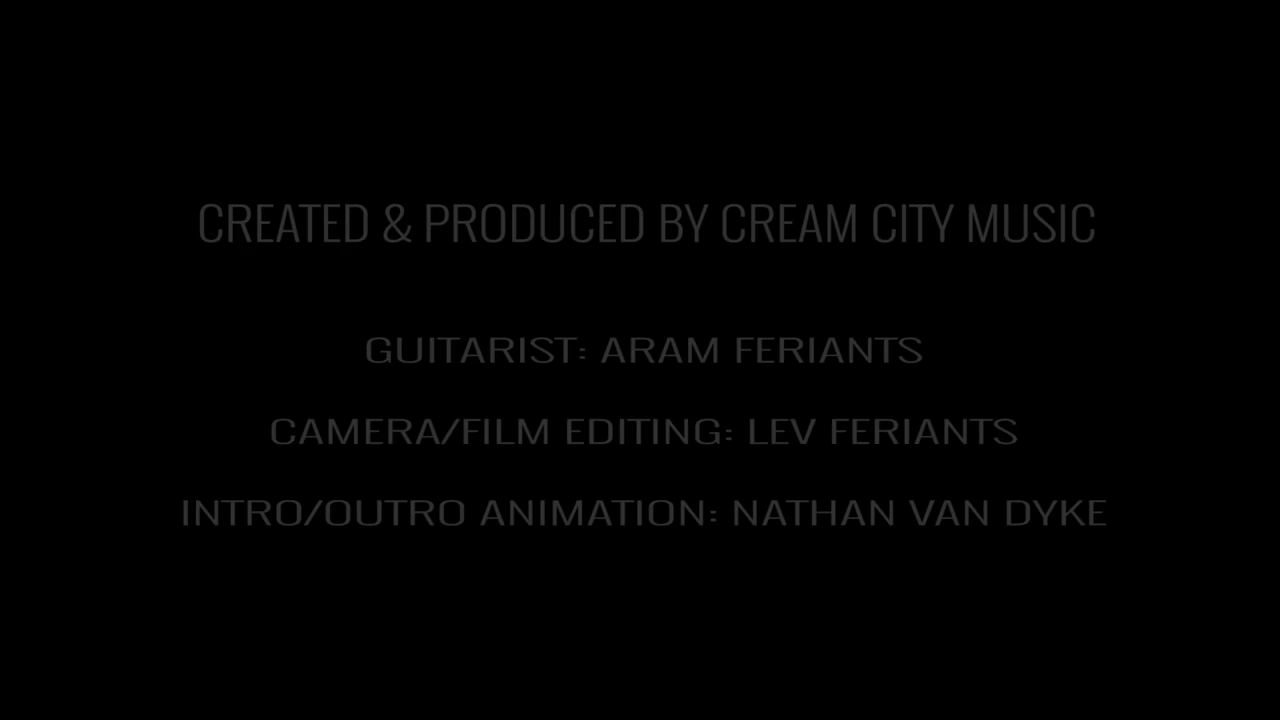 CREATED & PRODUCED BY CREAM CITY MUSIC
GUITARIST: ARAM FERIANTS
CAMERA/FILM EDITING: LEV FERIANTS
INTRO/OUTRO ANIMATION: NATHAN VAN DYKE